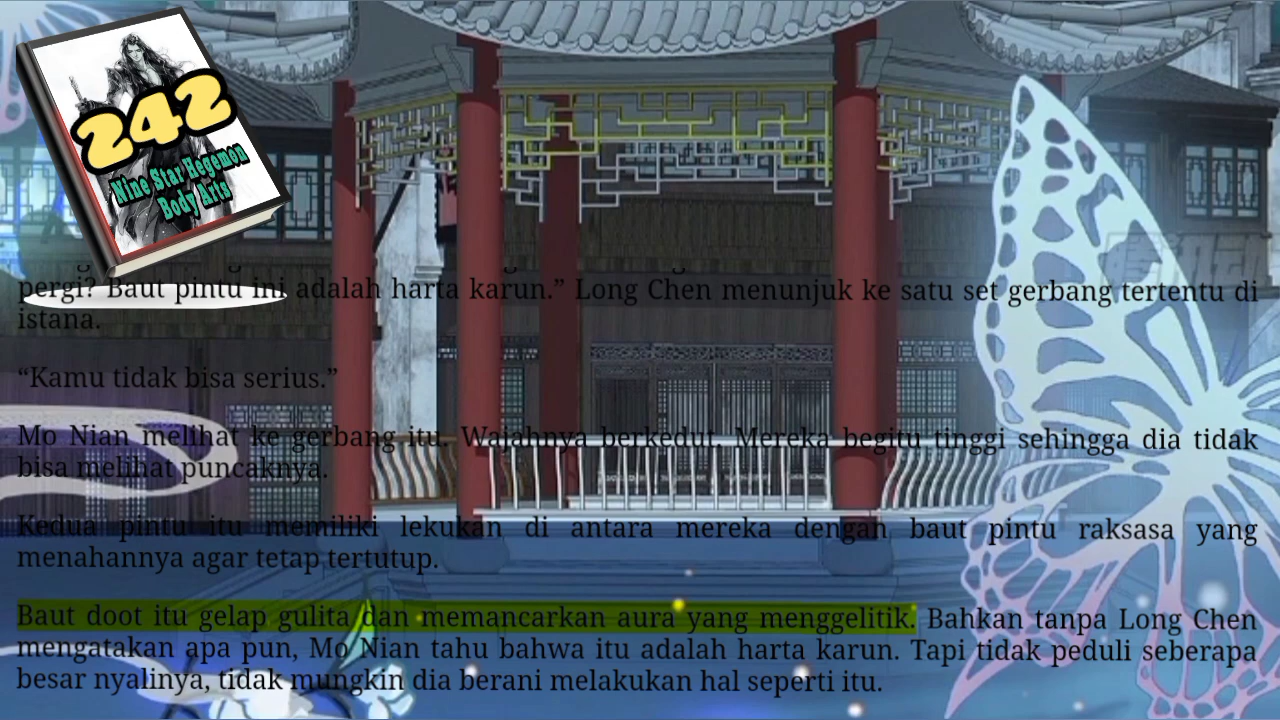 242
Nine Star Hegemon
Body Arts
pergi? Baut pintu ini adalah harta karun.” Long Chen menunjuk ke satu set gerbang tertentu di
istana.
“Kamu tidak bisa serius.”
Mo Nian melihat ke gerbang itu. Wajahnya berkedut. Mereka begitu tinggi sehingga dia tidak
bisa melihat puncaknya.
Kedua pintu itu memiliki lekukan di antara mereka dengan baut pintu raksasa yang
menahannya agar tetap tertutup.
Baut doot itu gelap gulita dan memancarkan aura yang menggelitik. Bahkan tanpa Long Chen
mengatakan apa pun, Mo Nian tahu bahwa itu adalah harta karun. Tapi tidak peduli seberapa
besar nyalinya, tidak mungkin dia berani melakukan hal seperti itu.